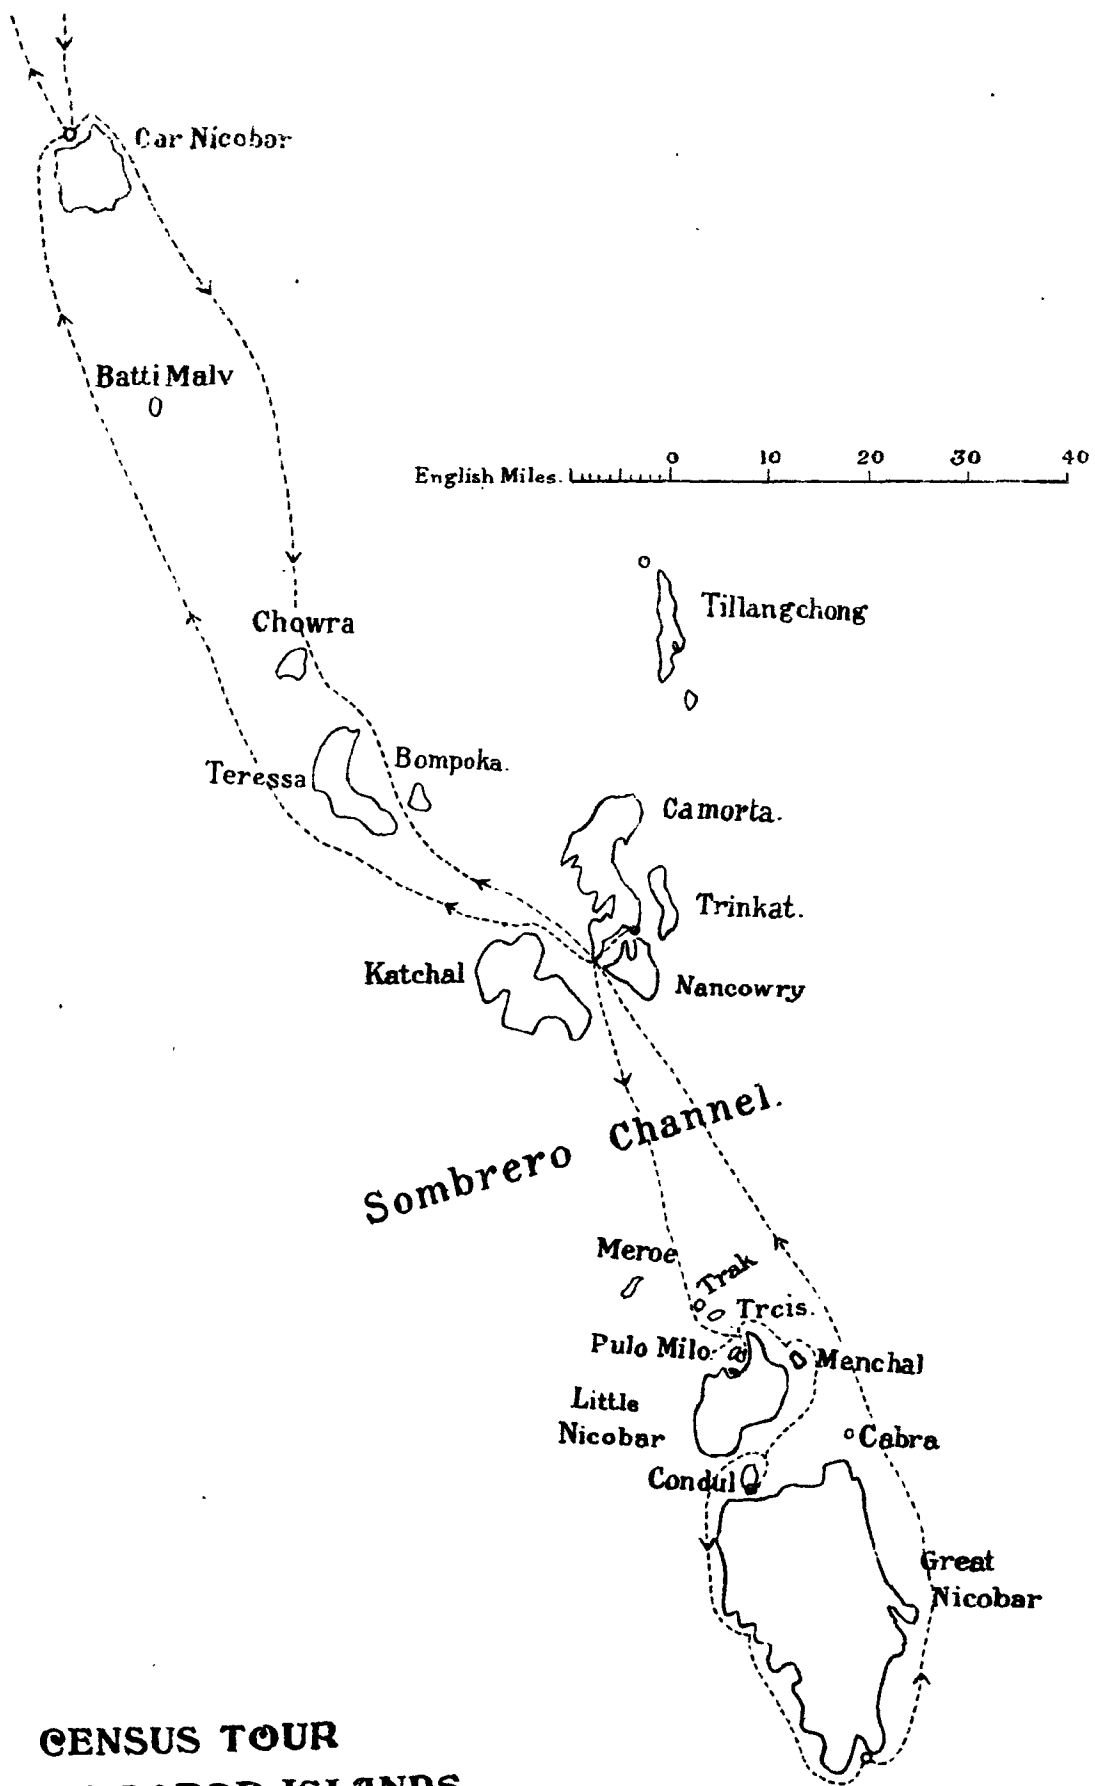 Car Nicobar
Batti Malv
0 10 20 30 40
English Miles.
Tillangchong
Chowra
Bompoka.
Teressa
Camorta.
Trinkat.
Katchal
Nancowry
Sombrero Channel.
Meroe
Trak
Treis.
Pulo Milo
Menchal
Little
Nicobar
Cabra
Condul
Great
Nicobar
CENSUS TOUR
ISLANDS